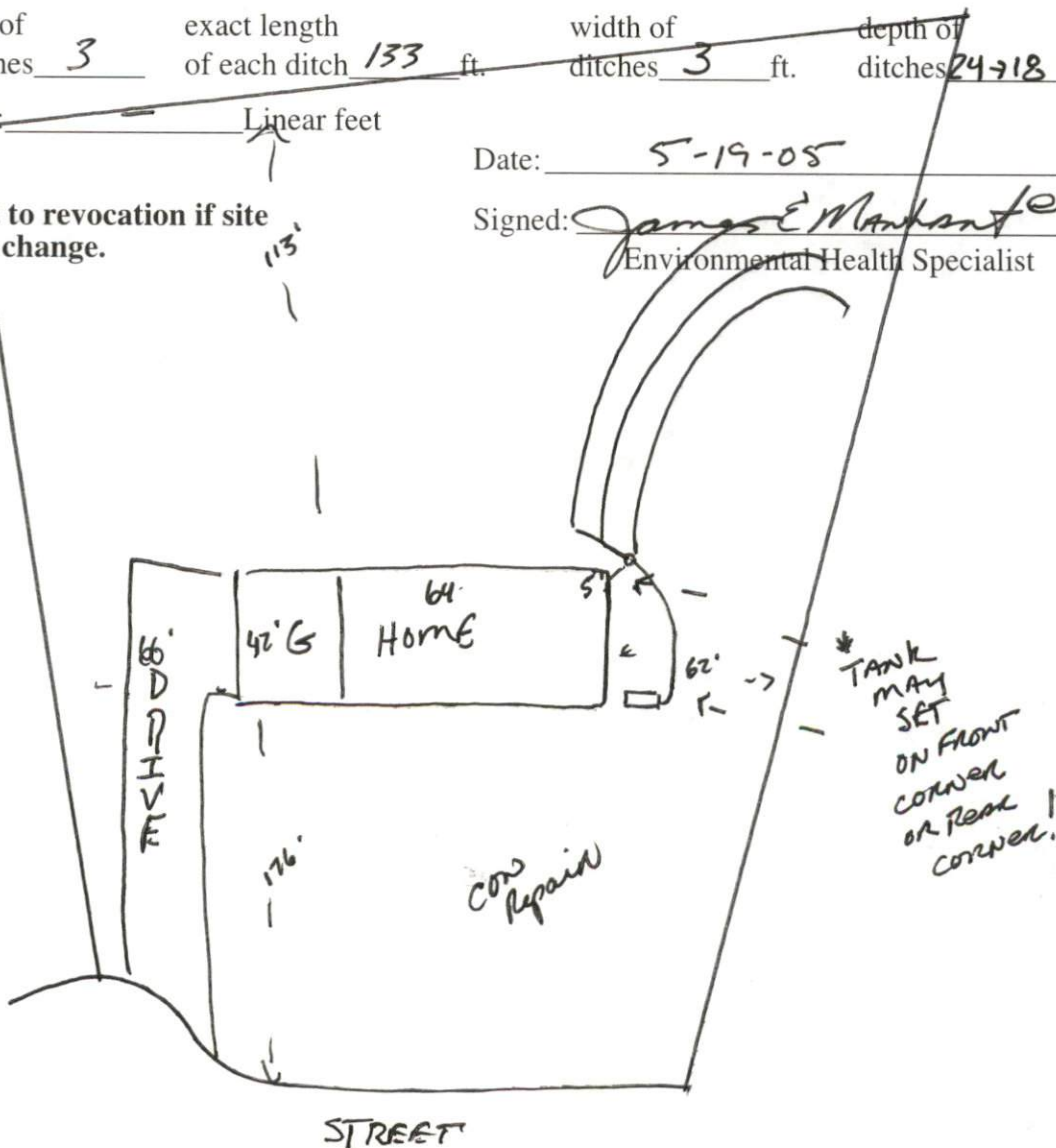 of exact length width of depth of
nes 3 of each ditch 133 ft. ditches 3 ft. ditches 24→18
Linear feet
Date: 5-19-05
to revocation if site
change.
Signed: James E
Environmental Health Specialist
113'
66'
DRIVE
42' G
64'
HOME
5'
62'
* TANK
MAY
SET
ON FRONT
CORNER
OR REAR
CORNER!
176'
CON
Repair
STREET